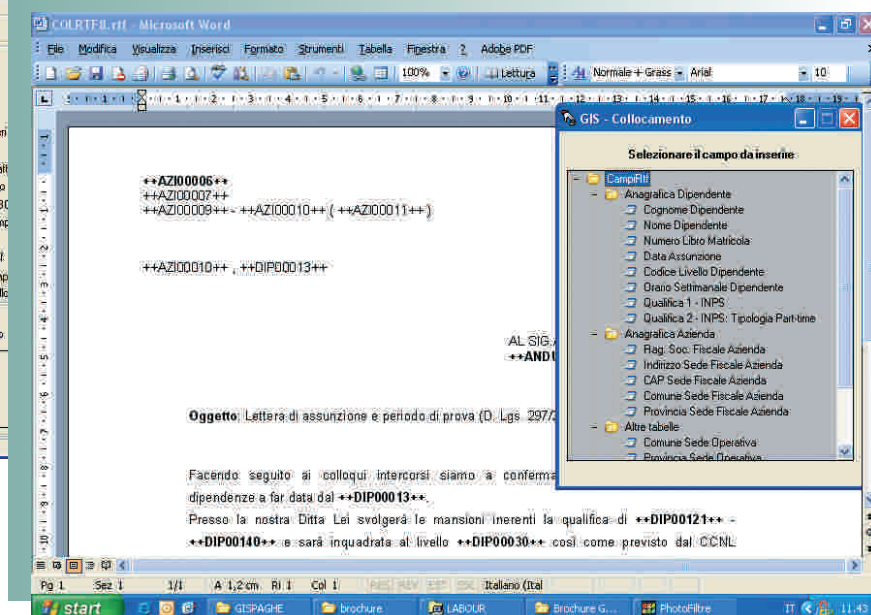 COLRTF8.rtf - Microsoft Word
File Modifica Visualizza Inserisci Formato Strumenti Tabella Finestra ? Adobe PDF
100% Lettura Normale + Grass Arial 10
GIS - Collocamento
Selezionare il campo da inserire
CampiRtf
Anagrafica Dipendente
Cognome Dipendente
Nome Dipendente
Numero Libro Matricola
Data Assunzione
Codice Livello Dipendente
Orario Settimanale Dipendente
Qualifica 1 - INPS
Qualifica 2 - INPS: Tipologia Part-time
Anagrafica Azienda
Rag. Soc. Fiscale Azienda
Indirizzo Sede Fiscale Azienda
CAP Sede Fiscale Azienda
Comune Sede Fiscale Azienda
Provincia Sede Fiscale Azienda
Altre tabelle
Comune Sede Operativa
Provincia Sede Operativa
++AZI00006++
++AZI00007++
++AZI00009++ - ++AZI00010++ ( ++AZI00011++ )
++AZI00010++ , ++DIP00013++
AL SIG.
++ANDU
Oggetto: Lettera di assunzione e periodo di prova (D. Lgs. 297/2
Facendo seguito ai colloqui intercorsi siamo a conferma
dipendenze a far data dal ++DIP00013++.
Presso la nostra Ditta Lei svolgerà le mansioni inerenti la qualifica di ++DIP00121++ -
++DIP00140++ e sarà inquadrata al livello ++DIP00030++ così come previsto dal CCNL
Pg 1 Sez 1 1/1 A 1,2 cm Ri 1 Col 1 REG REV EST SSC Italiano (Ital
start GISPAGHE brochure LABOUR Brochure G... PhotoFiltre IT 11.43